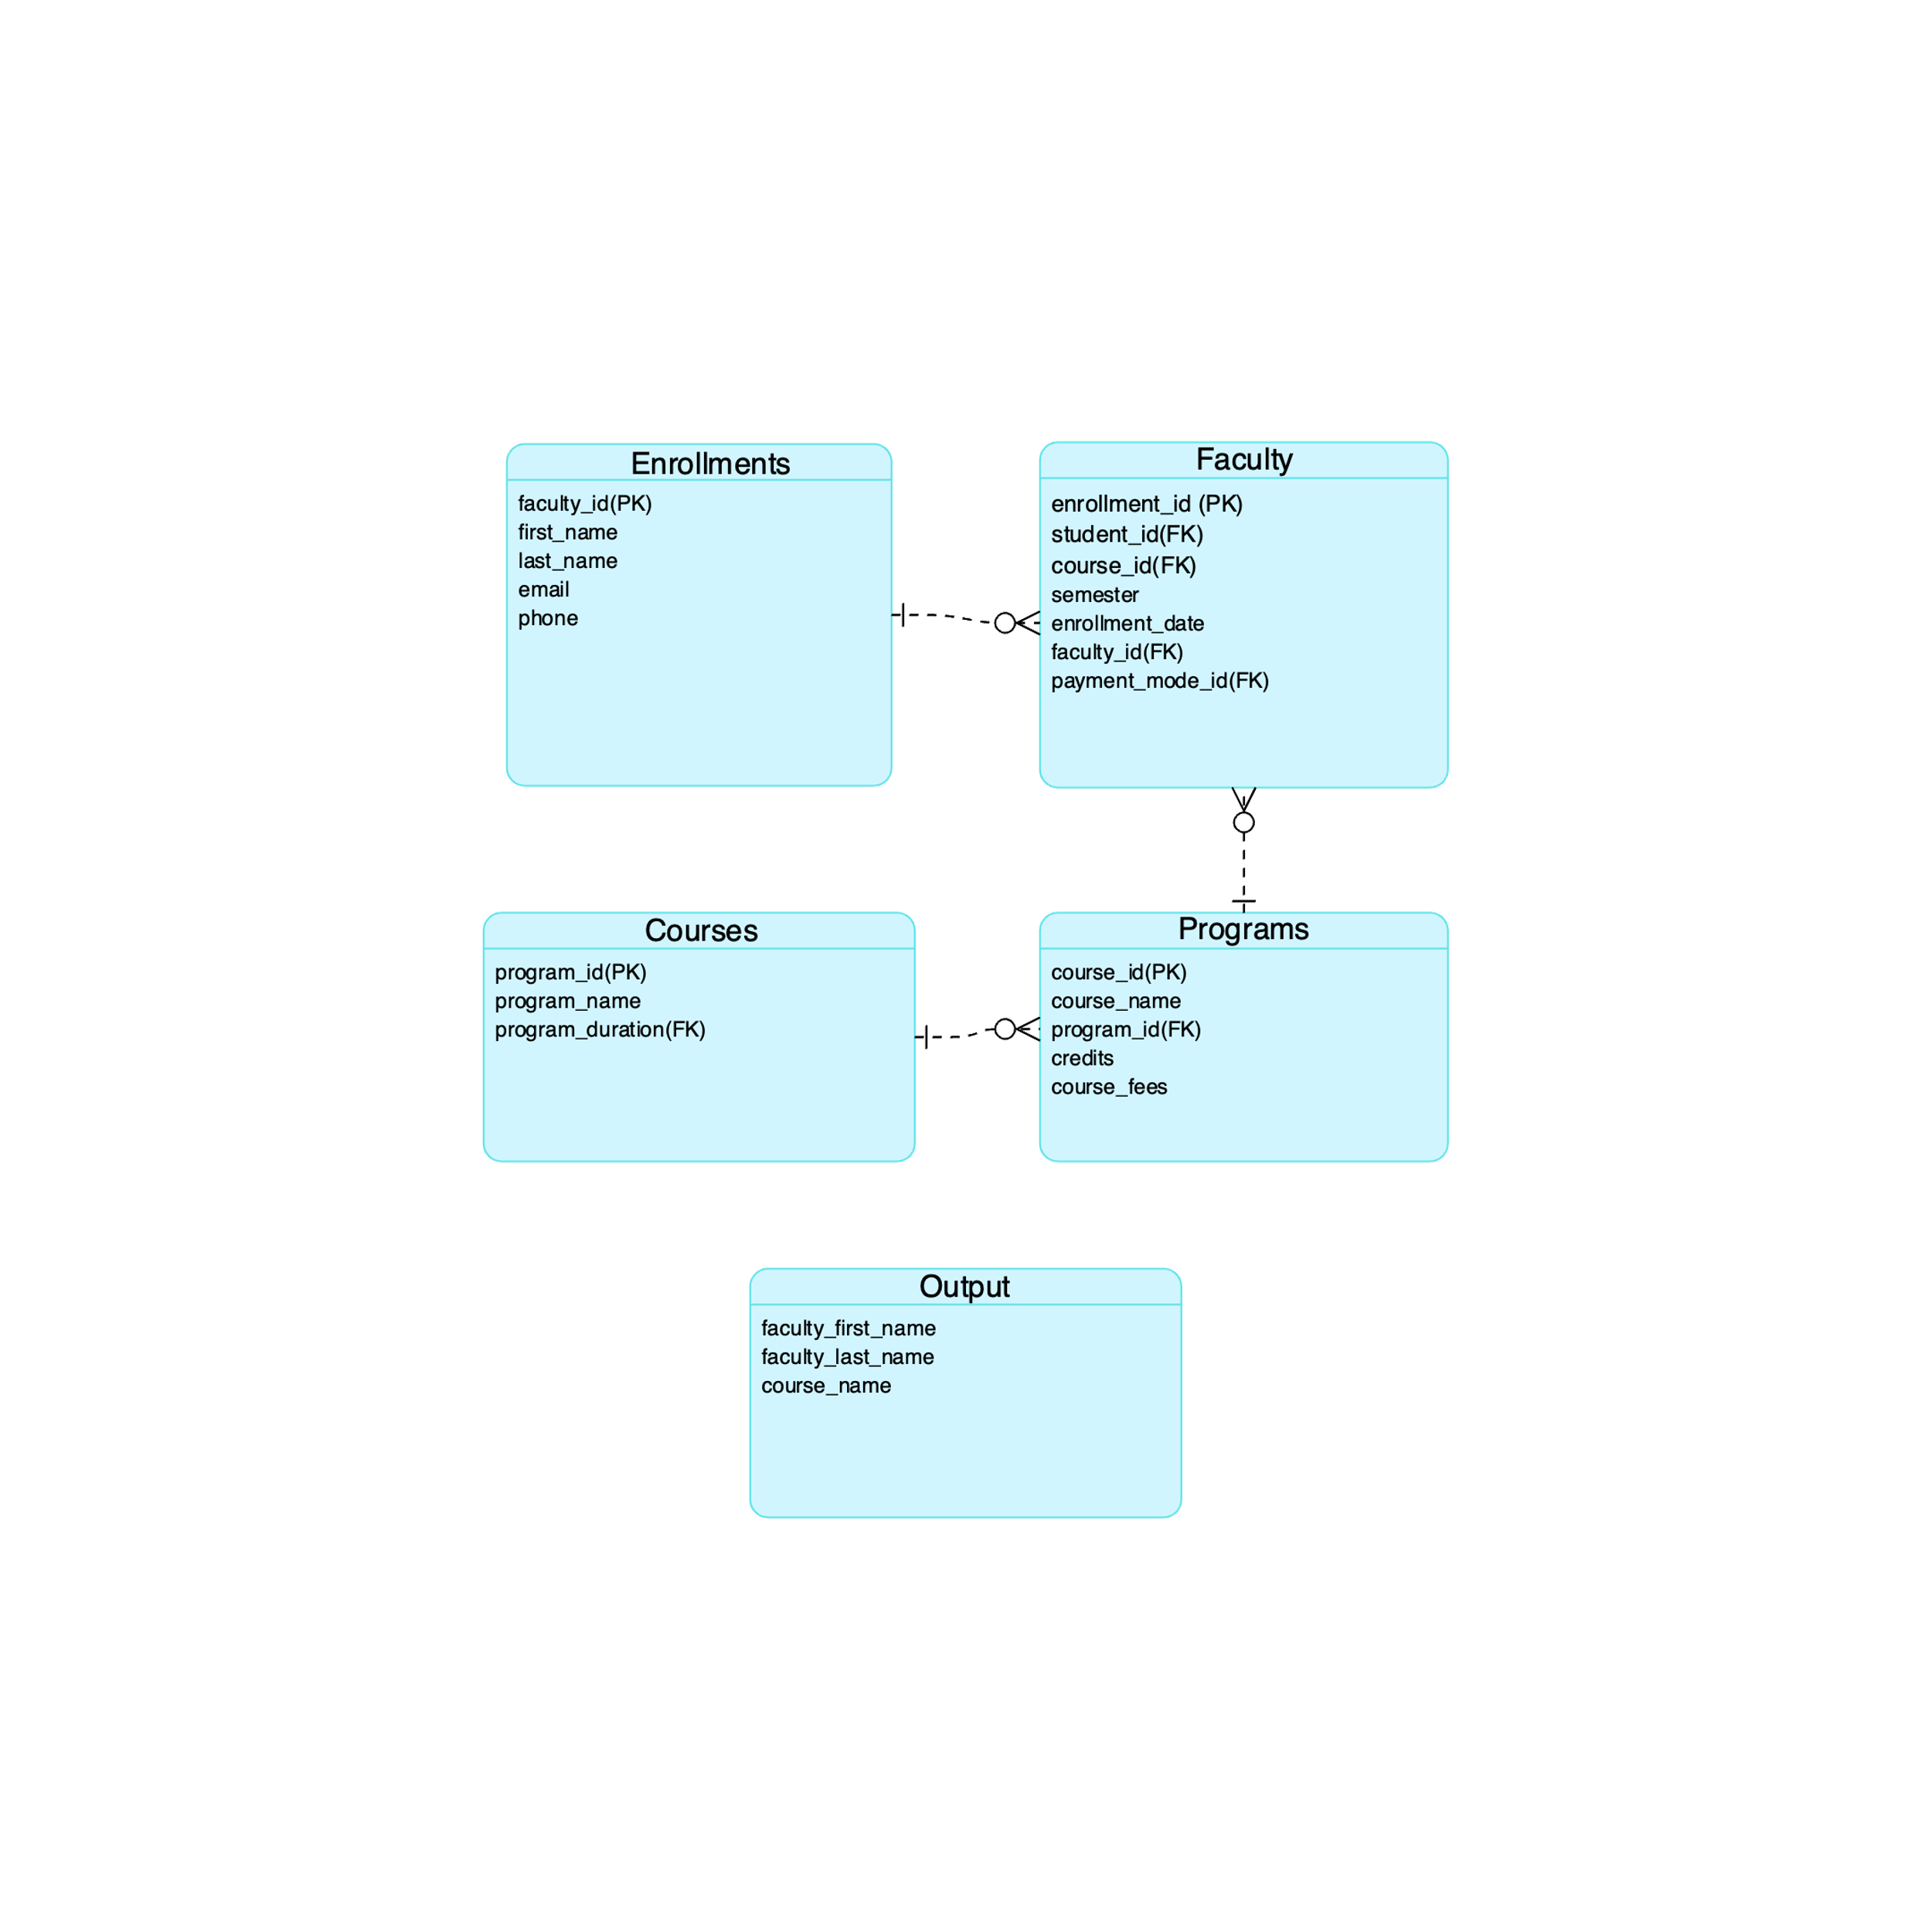 Enrollments
faculty_id(PK)
first_name
last_name
email
phone
Faculty
enrollment_id (PK)
student_id(FK)
course_id(FK)
semester
enrollment_date
faculty_id(FK)
payment_mode_id(FK)
Courses
program_id(PK)
program_name
program_duration(FK)
Programs
course_id(PK)
course_name
program_id(FK)
credits
course_fees
Output
faculty_first_name
faculty_last_name
course_name